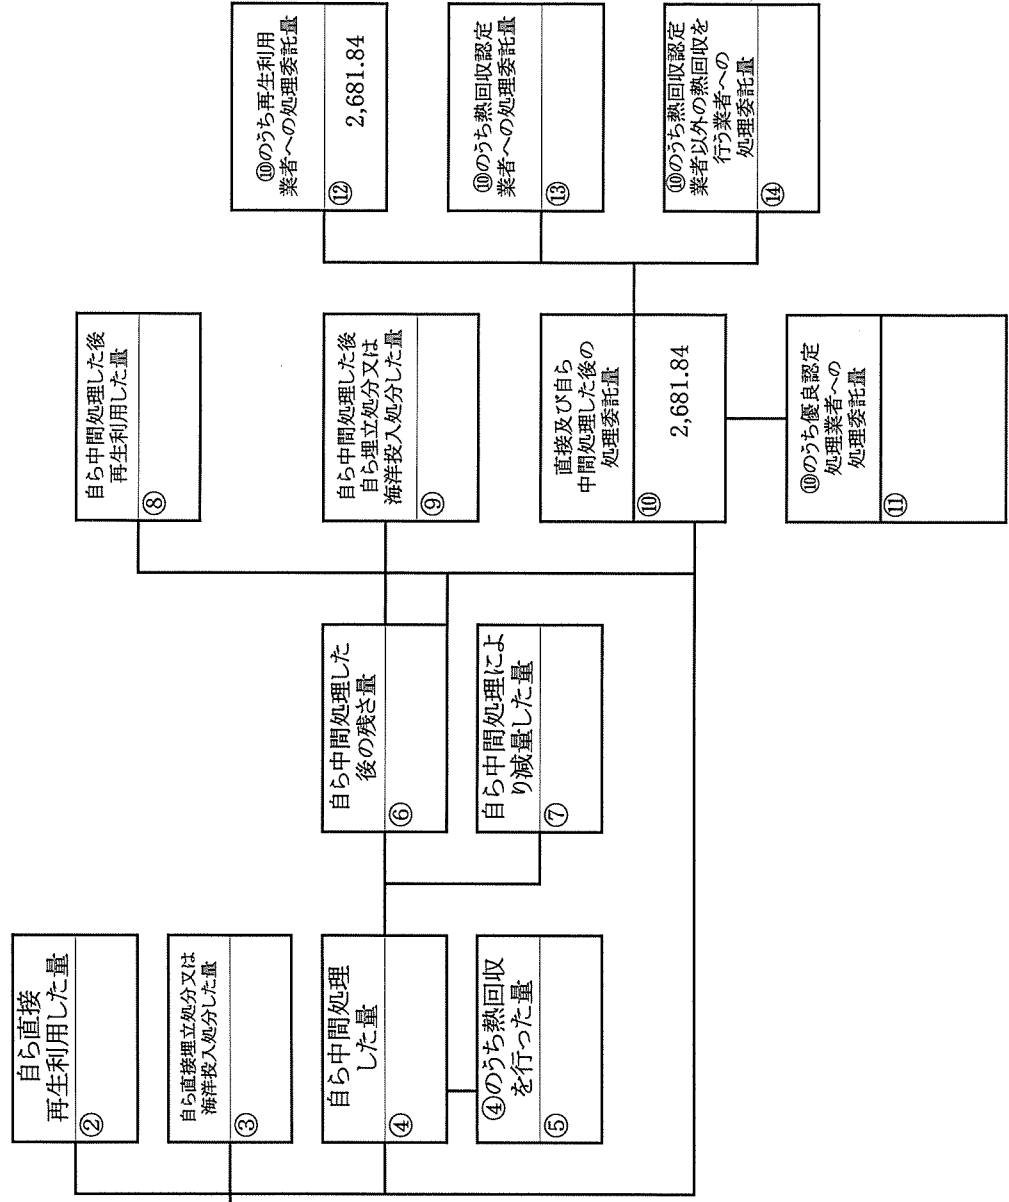 自ら直接
再生利用した量
②
自ら直接埋立処分又は
海洋投入処分した量
③
自ら中間処理
した量
④
④のうち熱回収
を行った量
⑤
自ら中間処理した
後の残さ量
⑥
自ら中間処理によ
り減量した量
⑦
自ら中間処理した後
再生利用した量
⑧
自ら中間処理した後
自ら埋立処分又は
海洋投入処分した量
⑨
直接及び自ら
中間処理した後の
処理委託量
⑩
2,681.84
⑩のうち優良認定
処理業者への
処理委託量
⑪
⑩のうち再生利用
業者への処理委託量
⑫
2,681.84
⑩のうち熱回収認定
業者への処理委託量
⑬
⑩のうち熱回収認定
業者以外の熱回収を
行う業者への
処理委託量
⑭